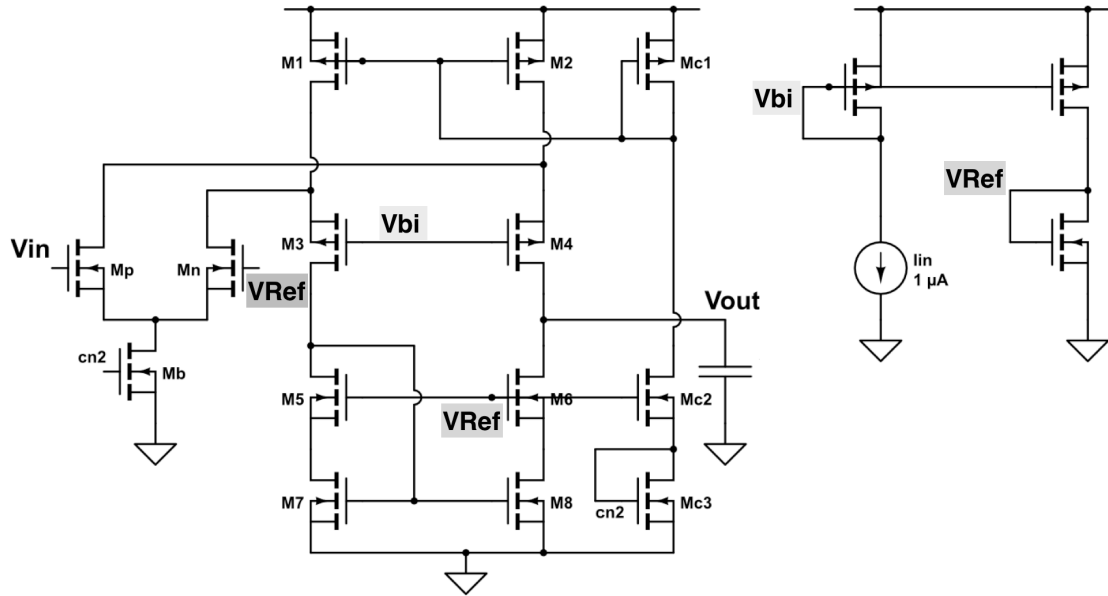 M1
M2
Mc1
Vbi
VRef
Vbi
Vin
Mp
Mn
M3
M4
VRef
Iin
1 µA
Vout
cn2
Mb
M5
M6
Mc2
VRef
M7
M8
cn2
Mc3